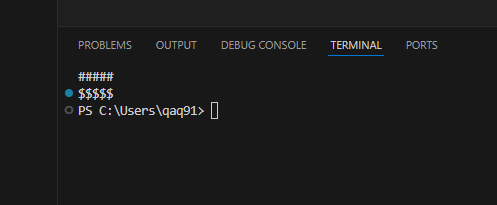 PROBLEMS OUTPUT DEBUG CONSOLE TERMINAL PORTS
#####
$$$$$
PS C:\Users\qaq91>